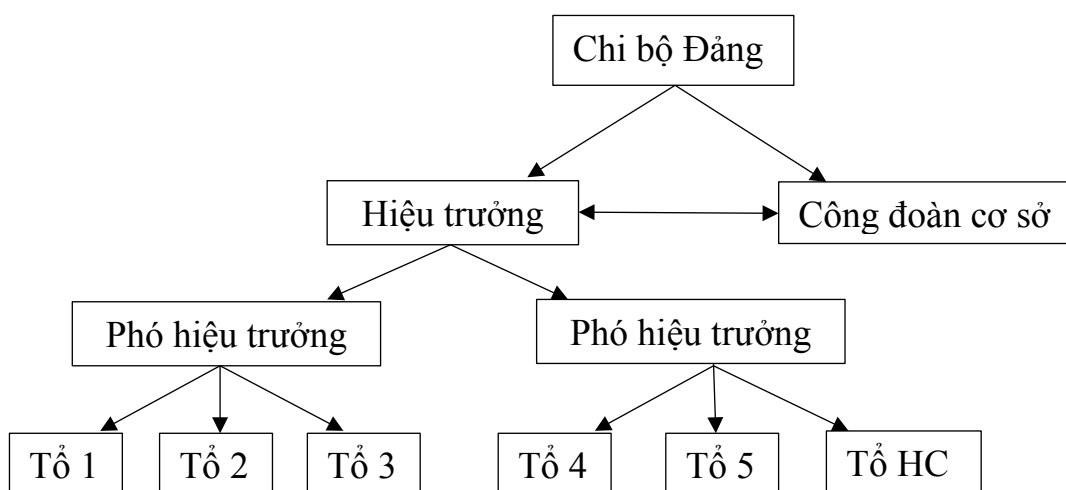 Chi bộ Đảng
Hiệu trưởng
Công đoàn cơ sở
Phó hiệu trưởng
Phó hiệu trưởng
Tổ 1
Tổ 2
Tổ 3
Tổ 4
Tổ 5
Tổ HC